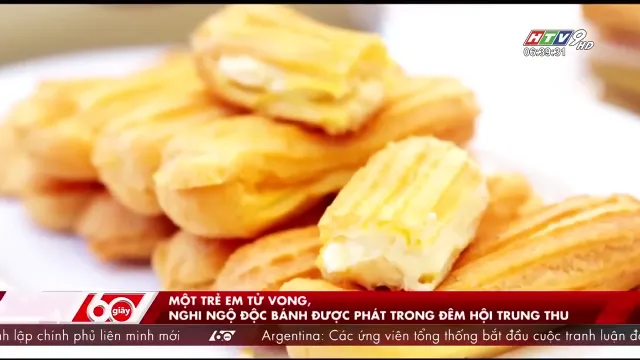 HTV9 HD
06:39:31
60 giây
MỘT TRẺ EM TỬ VONG,
NGHI NGỘ ĐỘC BÁNH ĐƯỢC PHÁT TRONG ĐÊM HỘI TRUNG THU
h lập chính phủ liên minh mới 60 Argentina: Các ứng viên tổng thống bắt đầu cuộc tranh luận đ